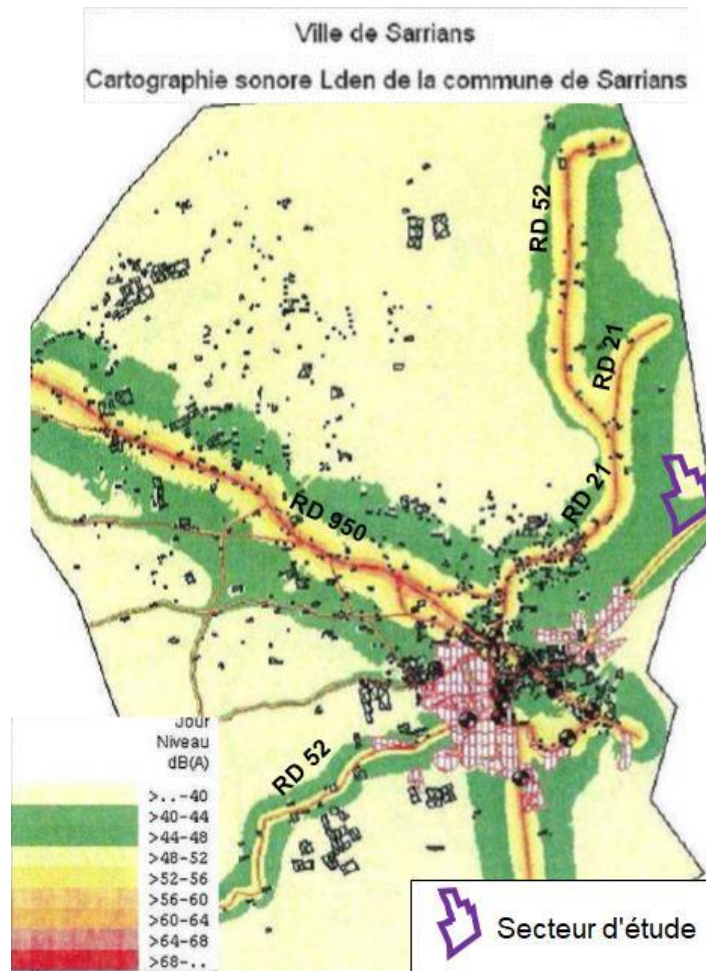 Ville de Sarrians
Cartographie sonore Lden de la commune de Sarrians
RD 52
RD 21
RD 21
RD 950
RD 52
Jour
Niveau
dB(A)
>..-40
>40-44
>44-48
>48-52
>52-56
>56-60
>60-64
>64-68
>68-..
Secteur d'étude